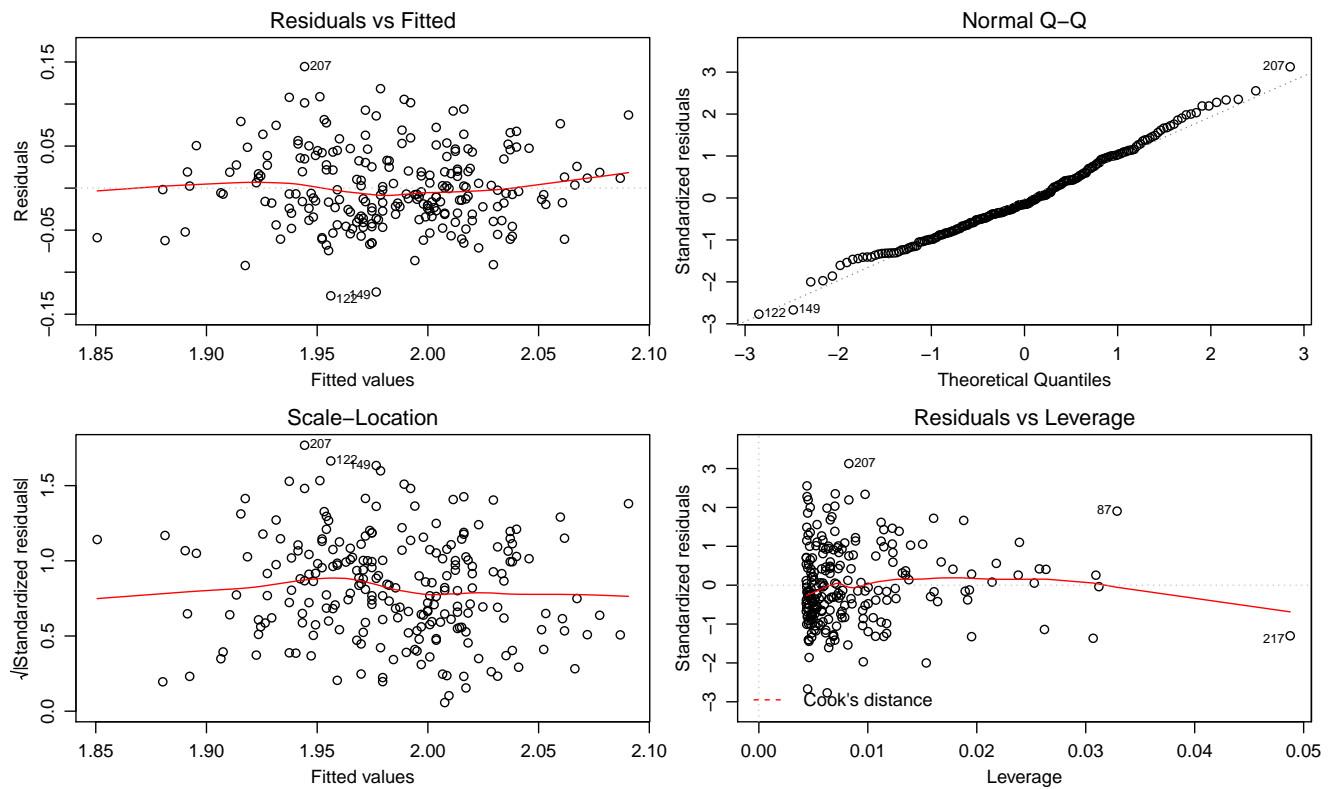 Residuals vs Fitted
Residuals
0.15
0.05
−0.05
−0.15
207
122
149
1.85 1.90 1.95 2.00 2.05 2.10
Fitted values
Normal Q−Q
Standardized residuals
3
2
1
0
−1
−2
−3
207
122
149
−3 −2 −1 0 1 2 3
Theoretical Quantiles
Scale−Location
√|Standardized residuals|
1.5
1.0
0.5
0.0
207
122
149
1.85 1.90 1.95 2.00 2.05 2.10
Fitted values
Residuals vs Leverage
Standardized residuals
3
2
1
0
−1
−2
−3
207
87
217
Cook's distance
0.00 0.01 0.02 0.03 0.04 0.05
Leverage